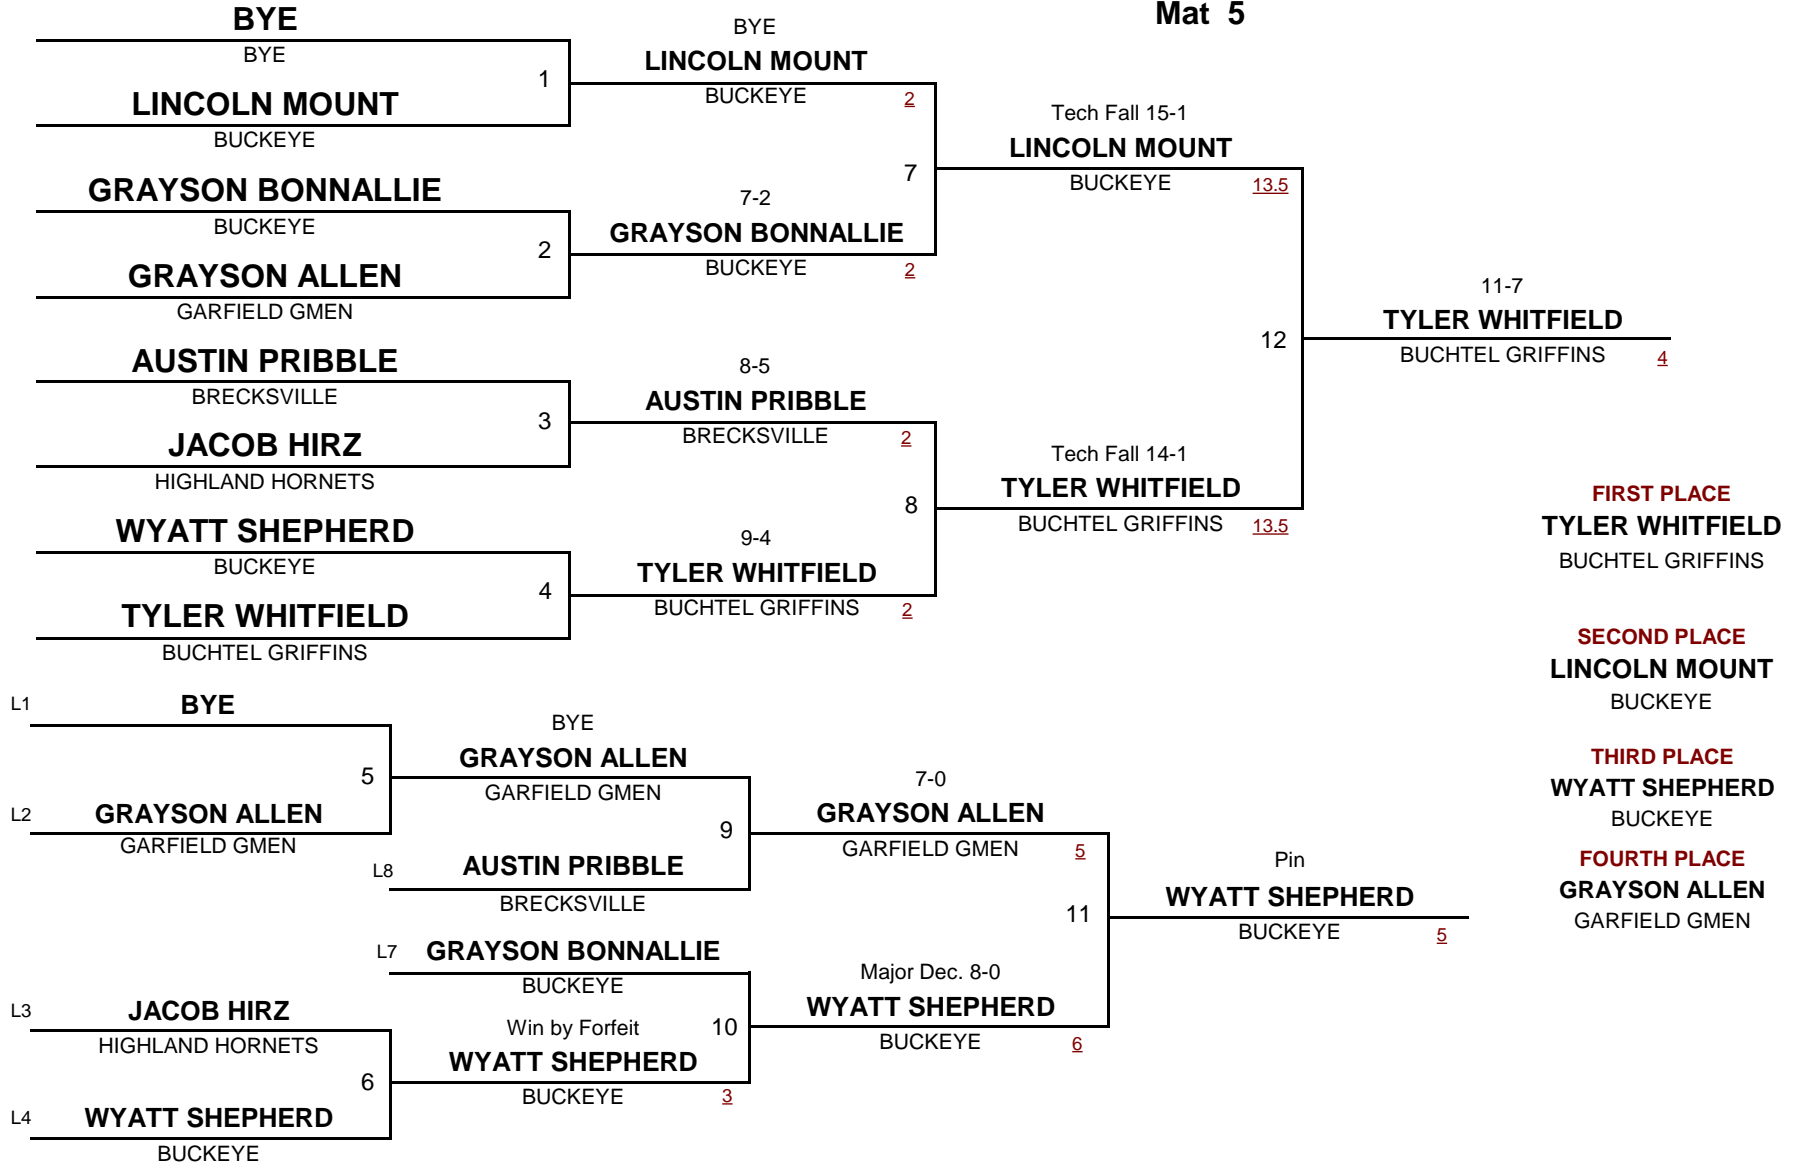 Mat 5
BYE
BYE
1
LINCOLN MOUNT
BUCKEYE
GRAYSON BONNALLIE
BUCKEYE
2
GRAYSON ALLEN
GARFIELD GMEN
AUSTIN PRIBBLE
BRECKSVILLE
3
JACOB HIRZ
HIGHLAND HORNETS
WYATT SHEPHERD
BUCKEYE
4
TYLER WHITFIELD
BUCHTEL GRIFFINS
BYE
LINCOLN MOUNT
BUCKEYE 2
7
7-2
GRAYSON BONNALLIE
BUCKEYE 2
8-5
AUSTIN PRIBBLE
BRECKSVILLE 2
8
9-4
TYLER WHITFIELD
BUCHTEL GRIFFINS 2
Tech Fall 15-1
LINCOLN MOUNT
BUCKEYE 13.5
12
Tech Fall 14-1
TYLER WHITFIELD
BUCHTEL GRIFFINS 13.5
11-7
TYLER WHITFIELD
BUCHTEL GRIFFINS 4
FIRST PLACE
TYLER WHITFIELD
BUCHTEL GRIFFINS
SECOND PLACE
LINCOLN MOUNT
BUCKEYE
THIRD PLACE
WYATT SHEPHERD
BUCKEYE
FOURTH PLACE
GRAYSON ALLEN
GARFIELD GMEN
L1 BYE
5
L2 GRAYSON ALLEN
GARFIELD GMEN
L3 JACOB HIRZ
HIGHLAND HORNETS
6
L4 WYATT SHEPHERD
BUCKEYE
BYE
GRAYSON ALLEN
GARFIELD GMEN
9
L8 AUSTIN PRIBBLE
BRECKSVILLE
L7 GRAYSON BONNALLIE
BUCKEYE
Win by Forfeit 10
WYATT SHEPHERD
BUCKEYE 3
7-0
GRAYSON ALLEN
GARFIELD GMEN 5
11
Major Dec. 8-0
WYATT SHEPHERD
BUCKEYE 6
Pin
WYATT SHEPHERD
BUCKEYE 5